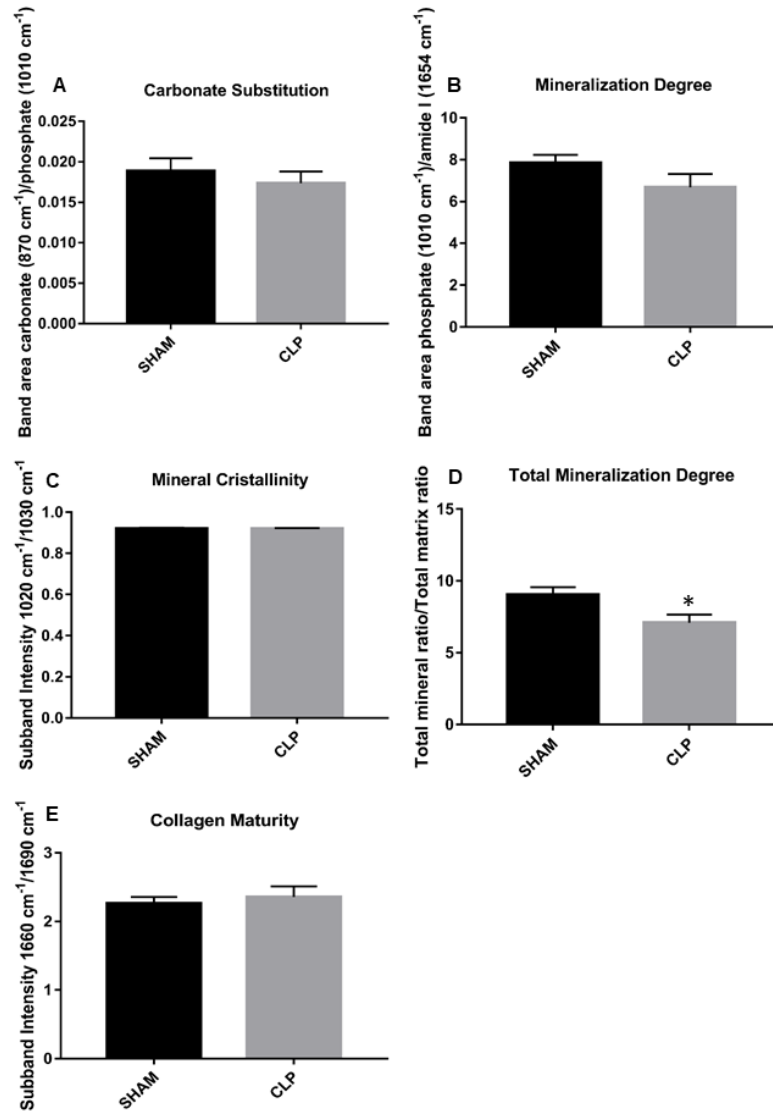 A
Carbonate Substitution
Band area carbonate (870 cm⁻¹)/phosphate (1010 cm⁻¹)
0.025
0.020
0.015
0.010
0.005
0.000
SHAM
CLP
B
Mineralization Degree
Band area phosphate (1010 cm⁻¹)/amide I (1654 cm⁻¹)
10
8
6
4
2
0
SHAM
CLP
C
Mineral Cristallinity
Subband Intensity 1020 cm⁻¹/1030 cm⁻¹
1.0
0.8
0.6
0.4
0.2
0.0
SHAM
CLP
D
Total Mineralization Degree
Total mineral ratio/Total matrix ratio
15
10
5
0
*
SHAM
CLP
E
Collagen Maturity
Subband Intensity 1660 cm⁻¹/1690 cm⁻¹
3
2
1
0
SHAM
CLP